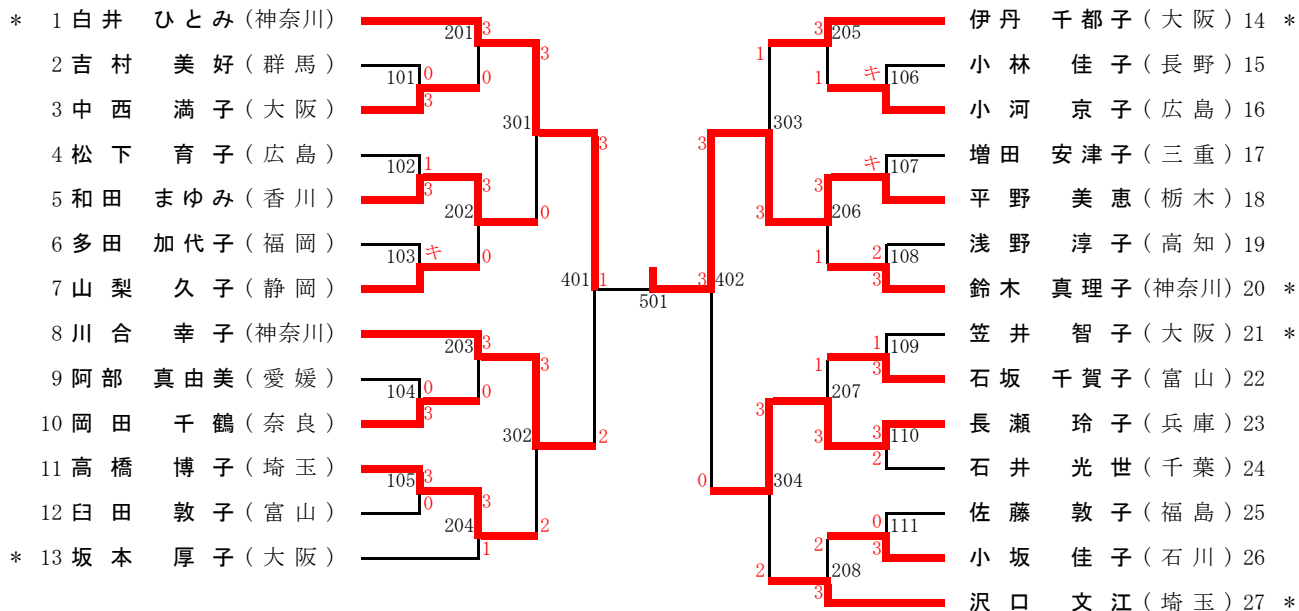 * 1 白井 ひとみ (神奈川)
2 吉村 美好 (群馬)
3 中西 満子 (大阪)
4 松下 育子 (広島)
5 和田 まゆみ (香川)
6 多田 加代子 (福岡)
7 山梨 久子 (静岡)
8 川合 幸子 (神奈川)
9 阿部 真由美 (愛媛)
10 岡田 千鶴 (奈良)
11 高橋 博子 (埼玉)
12 臼田 敦子 (富山)
* 13 坂本 厚子 (大阪)
201 3
101 0 0
3
301 3
102 1
3 3
202 0
103 キ 0
3
401 1
203 3
3
104 0 0
3
302 2
105 3
0 3
204 2
1
501
3 205
1
1 キ 106
303
3
キ 107
3
3 206
1 2 108
3
3 402
1 109
1 3
207
3
3 3 110
2
0 304
0 111
2 3
2 208
3
伊丹 千都子 (大阪) 14 *
小林 佳子 (長野) 15
小河 京子 (広島) 16
増田 安津子 (三重) 17
平野 美恵 (栃木) 18
浅野 淳子 (高知) 19
鈴木 真理子 (神奈川) 20 *
笠井 智子 (大阪) 21 *
石坂 千賀子 (富山) 22
長瀬 玲子 (兵庫) 23
石井 光世 (千葉) 24
佐藤 敦子 (福島) 25
小坂 佳子 (石川) 26
沢口 文江 (埼玉) 27 *